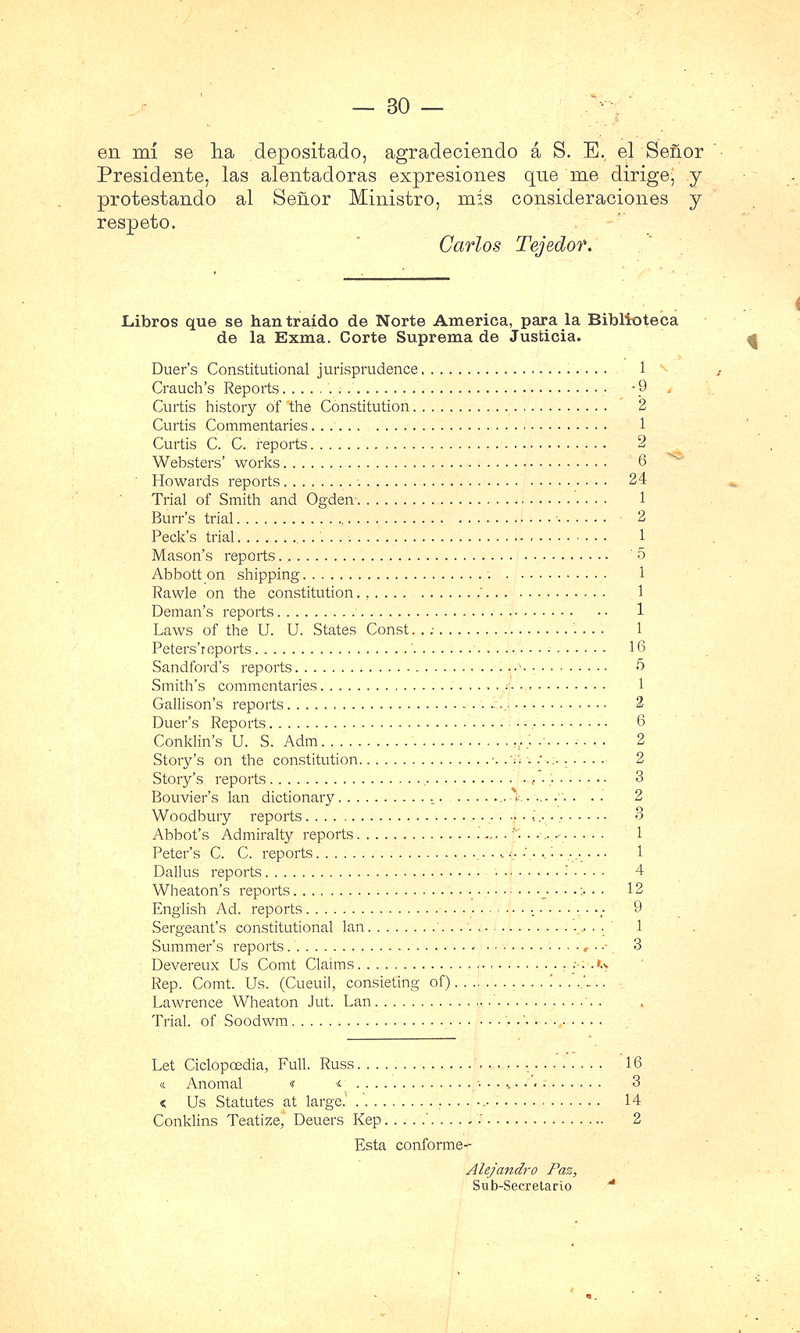 — 30 —
en mí se ha depositado, agradeciendo á S. E. el Señor
Presidente, las alentadoras expresiones que me dirige, y
protestando al Señor Ministro, mis consideraciones y
respeto.
Carlos Tejedor.
Libros que se han traido de Norte America, para la Biblioteca
de la Exma. Corte Suprema de Justicia.
Duer's Constitutional jurisprudence. . . . . . . . . . 1
Crauch's Reports. . . . . . . . . . 9
Curtis history of the Constitution. . . . . . . . . . 2
Curtis Commentaries. . . . . . . . . . 1
Curtis C. C. reports. . . . . . . . . . 2
Websters' works. . . . . . . . . . 6
Howards reports. . . . . . . . . . 24
Trial of Smith and Ogden. . . . . . . . . . 1
Burr's trial. . . . . . . . . . 2
Peck's trial. . . . . . . . . . 1
Mason's reports. . . . . . . . . . 5
Abbott on shipping. . . . . . . . . . 1
Rawle on the constitution. . . . . . . . . . 1
Deman's reports. . . . . . . . . . 1
Laws of the U. U. States Const. . . . . . . . . . 1
Peters'reports. . . . . . . . . . 16
Sandford's reports. . . . . . . . . . 5
Smith's commentaries. . . . . . . . . . 1
Gallison's reports. . . . . . . . . . 2
Duer's Reports. . . . . . . . . . 6
Conklin's U. S. Adm. . . . . . . . . . 2
Story's on the constitution. . . . . . . . . . 2
Story's reports. . . . . . . . . . 3
Bouvier's lan dictionary. . . . . . . . . . 2
Woodbury reports. . . . . . . . . . 3
Abbot's Admiralty reports. . . . . . . . . . 1
Peter's C. C. reports. . . . . . . . . . 1
Dallus reports. . . . . . . . . . 4
Wheaton's reports. . . . . . . . . . 12
English Ad. reports. . . . . . . . . . 9
Sergeant's constitutional lan. . . . . . . . . . 1
Summer's reports. . . . . . . . . . 3
Devereux Us Comt Claims. . . . . . . . . .
Rep. Comt. Us. (Cueuil, consieting of). . . . . . . . . .
Lawrence Wheaton Jut. Lan. . . . . . . . . .
Trial. of Soodwm. . . . . . . . . .
Let Ciclopœdia, Full. Russ. . . . . . . . . . 16
« Anomal « « . . . . . . . . . . 3
« Us Statutes at large. . . . . . . . . . 14
Conklins Teatize, Deuers Kep. . . . . . . . . . 2
Esta conforme-
Alejandro Paz,
Sub-Secretario